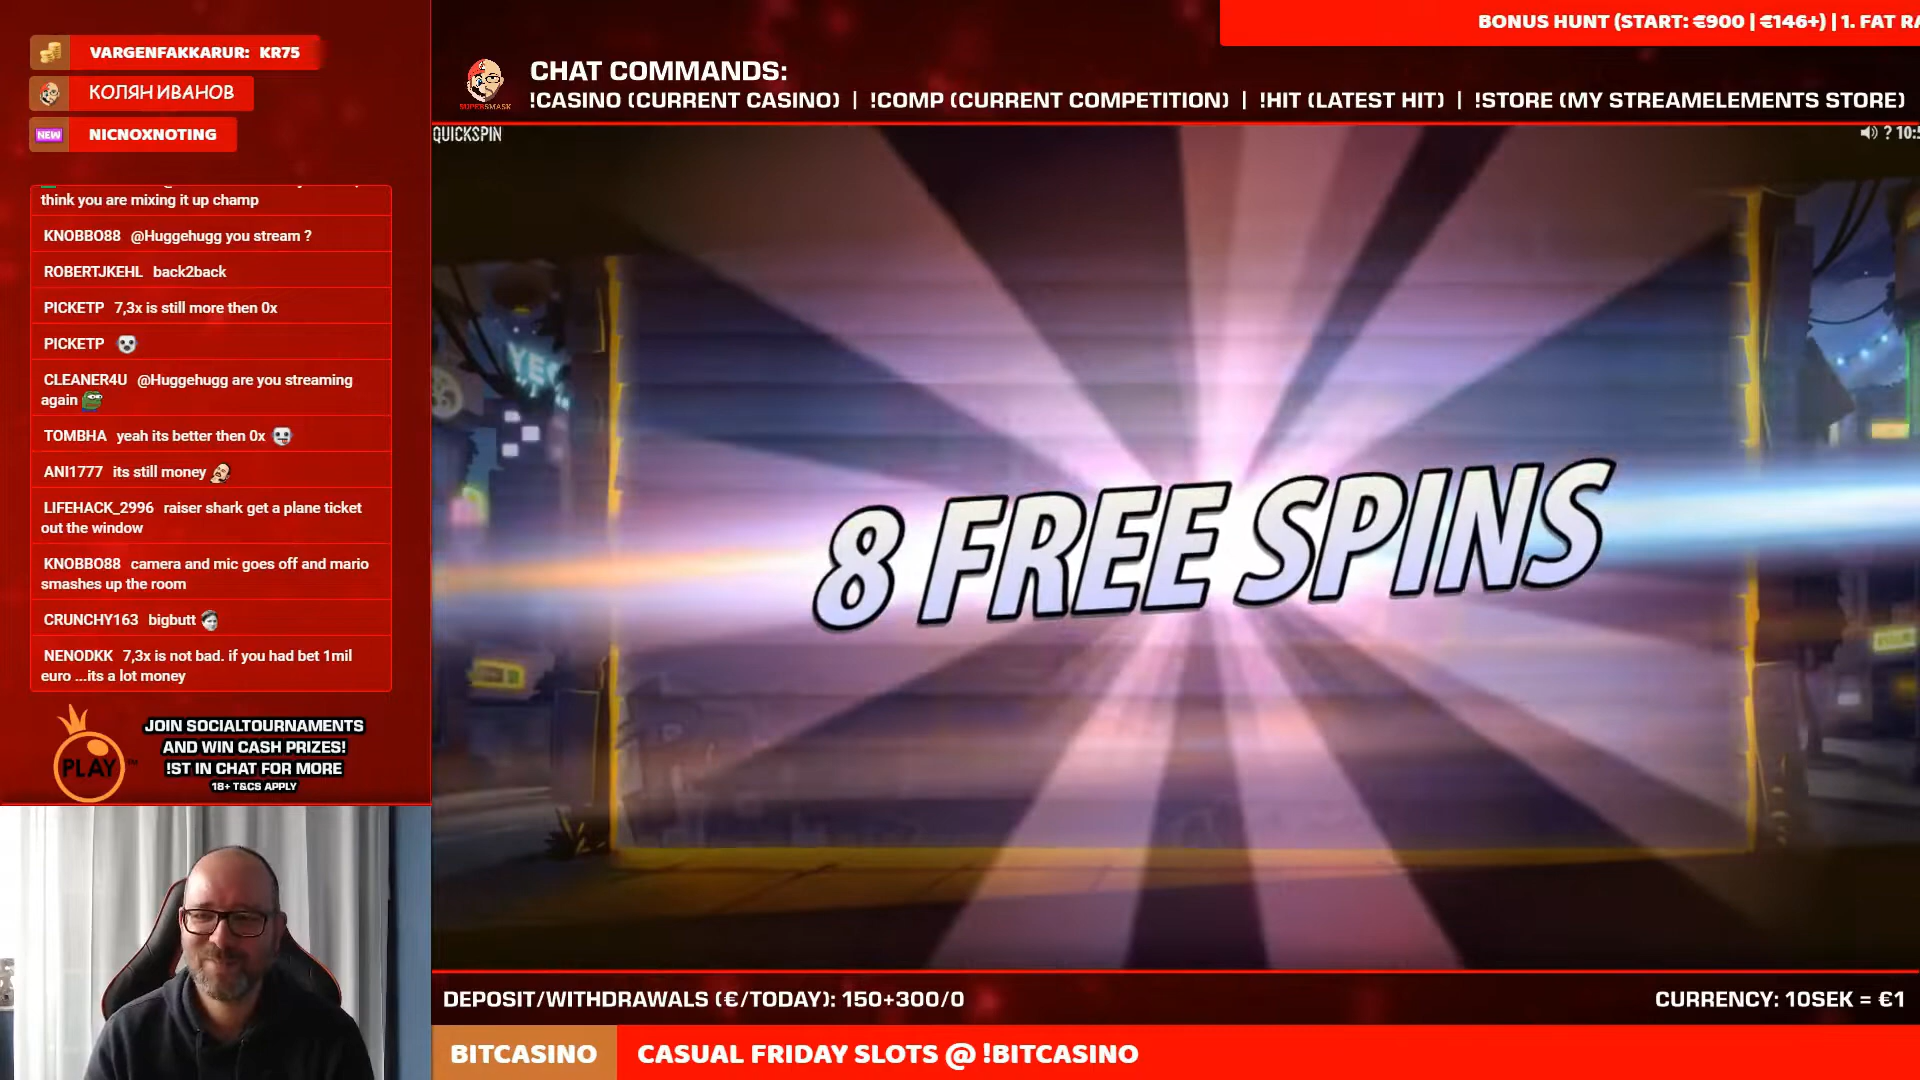 BONUS HUNT (START: €900 | €146+) | 1. FAT RA
VARGENFAKKARUR: KR75
КОЛЯН ИВАНОВ
NEW NICNOXNOTING
SUPERSMASK
CHAT COMMANDS:
!CASINO (CURRENT CASINO) | !COMP (CURRENT COMPETITION) | !HIT (LATEST HIT) | !STORE (MY STREAMELEMENTS STORE)
QUICKSPIN
? 10:5
think you are mixing it up champ
KNOBBO88 @Huggehugg you stream ?
ROBERTJKEHL back2back
PICKETP 7,3x is still more then 0x
PICKETP
CLEANER4U @Huggehugg are you streaming
again
TOMBHA yeah its better then 0x
ANI1777 its still money
LIFEHACK_2996 raiser shark get a plane ticket
out the window
KNOBBO88 camera and mic goes off and mario
smashes up the room
CRUNCHY163 bigbutt
NENODKK 7,3x is not bad. if you had bet 1mil
euro ...its a lot money
8 FREE SPINS
PLAY™
JOIN SOCIALTOURNAMENTS
AND WIN CASH PRIZES!
!ST IN CHAT FOR MORE
18+ T&CS APPLY
DEPOSIT/WITHDRAWALS (€/TODAY): 150+300/0
CURRENCY: 10SEK = €1
BITCASINO
CASUAL FRIDAY SLOTS @ !BITCASINO